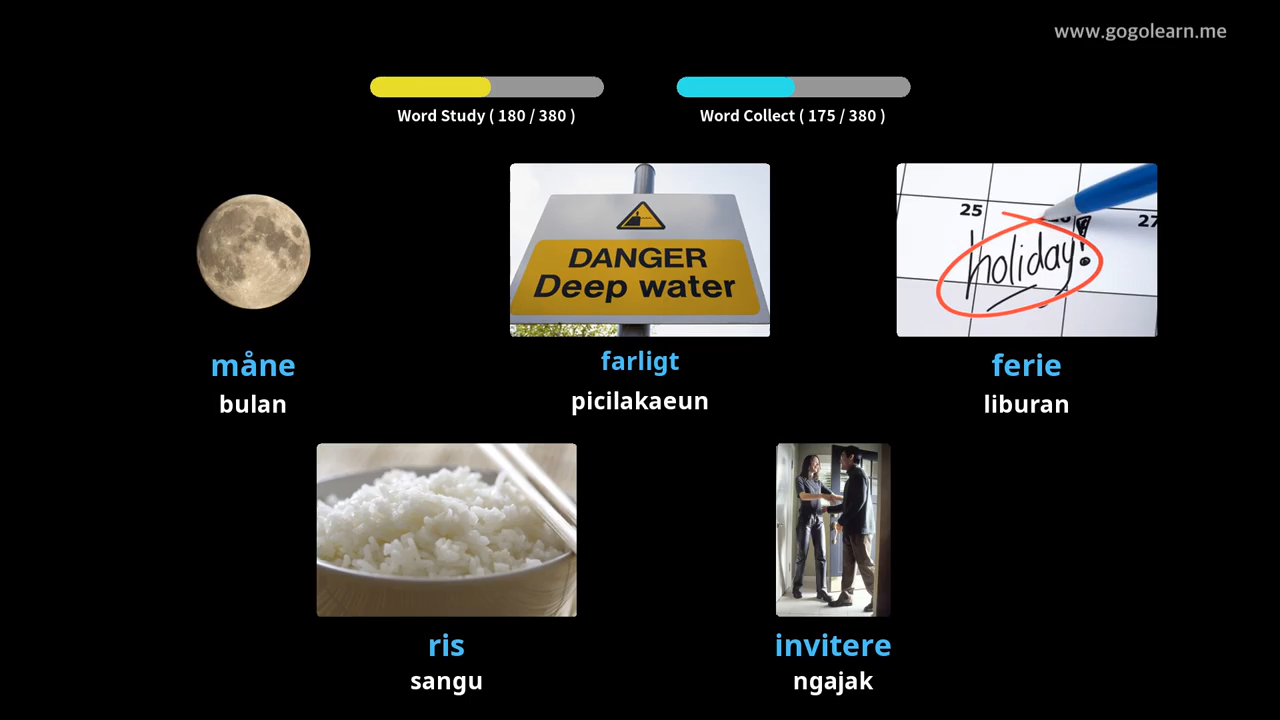 www.gogolearn.me
Word Study ( 180 / 380 )
Word Collect ( 175 / 380 )
DANGER
Deep water
25
27
holiday!
måne
farligt
ferie
bulan
picilakaeun
liburan
ris
invitere
sangu
ngajak